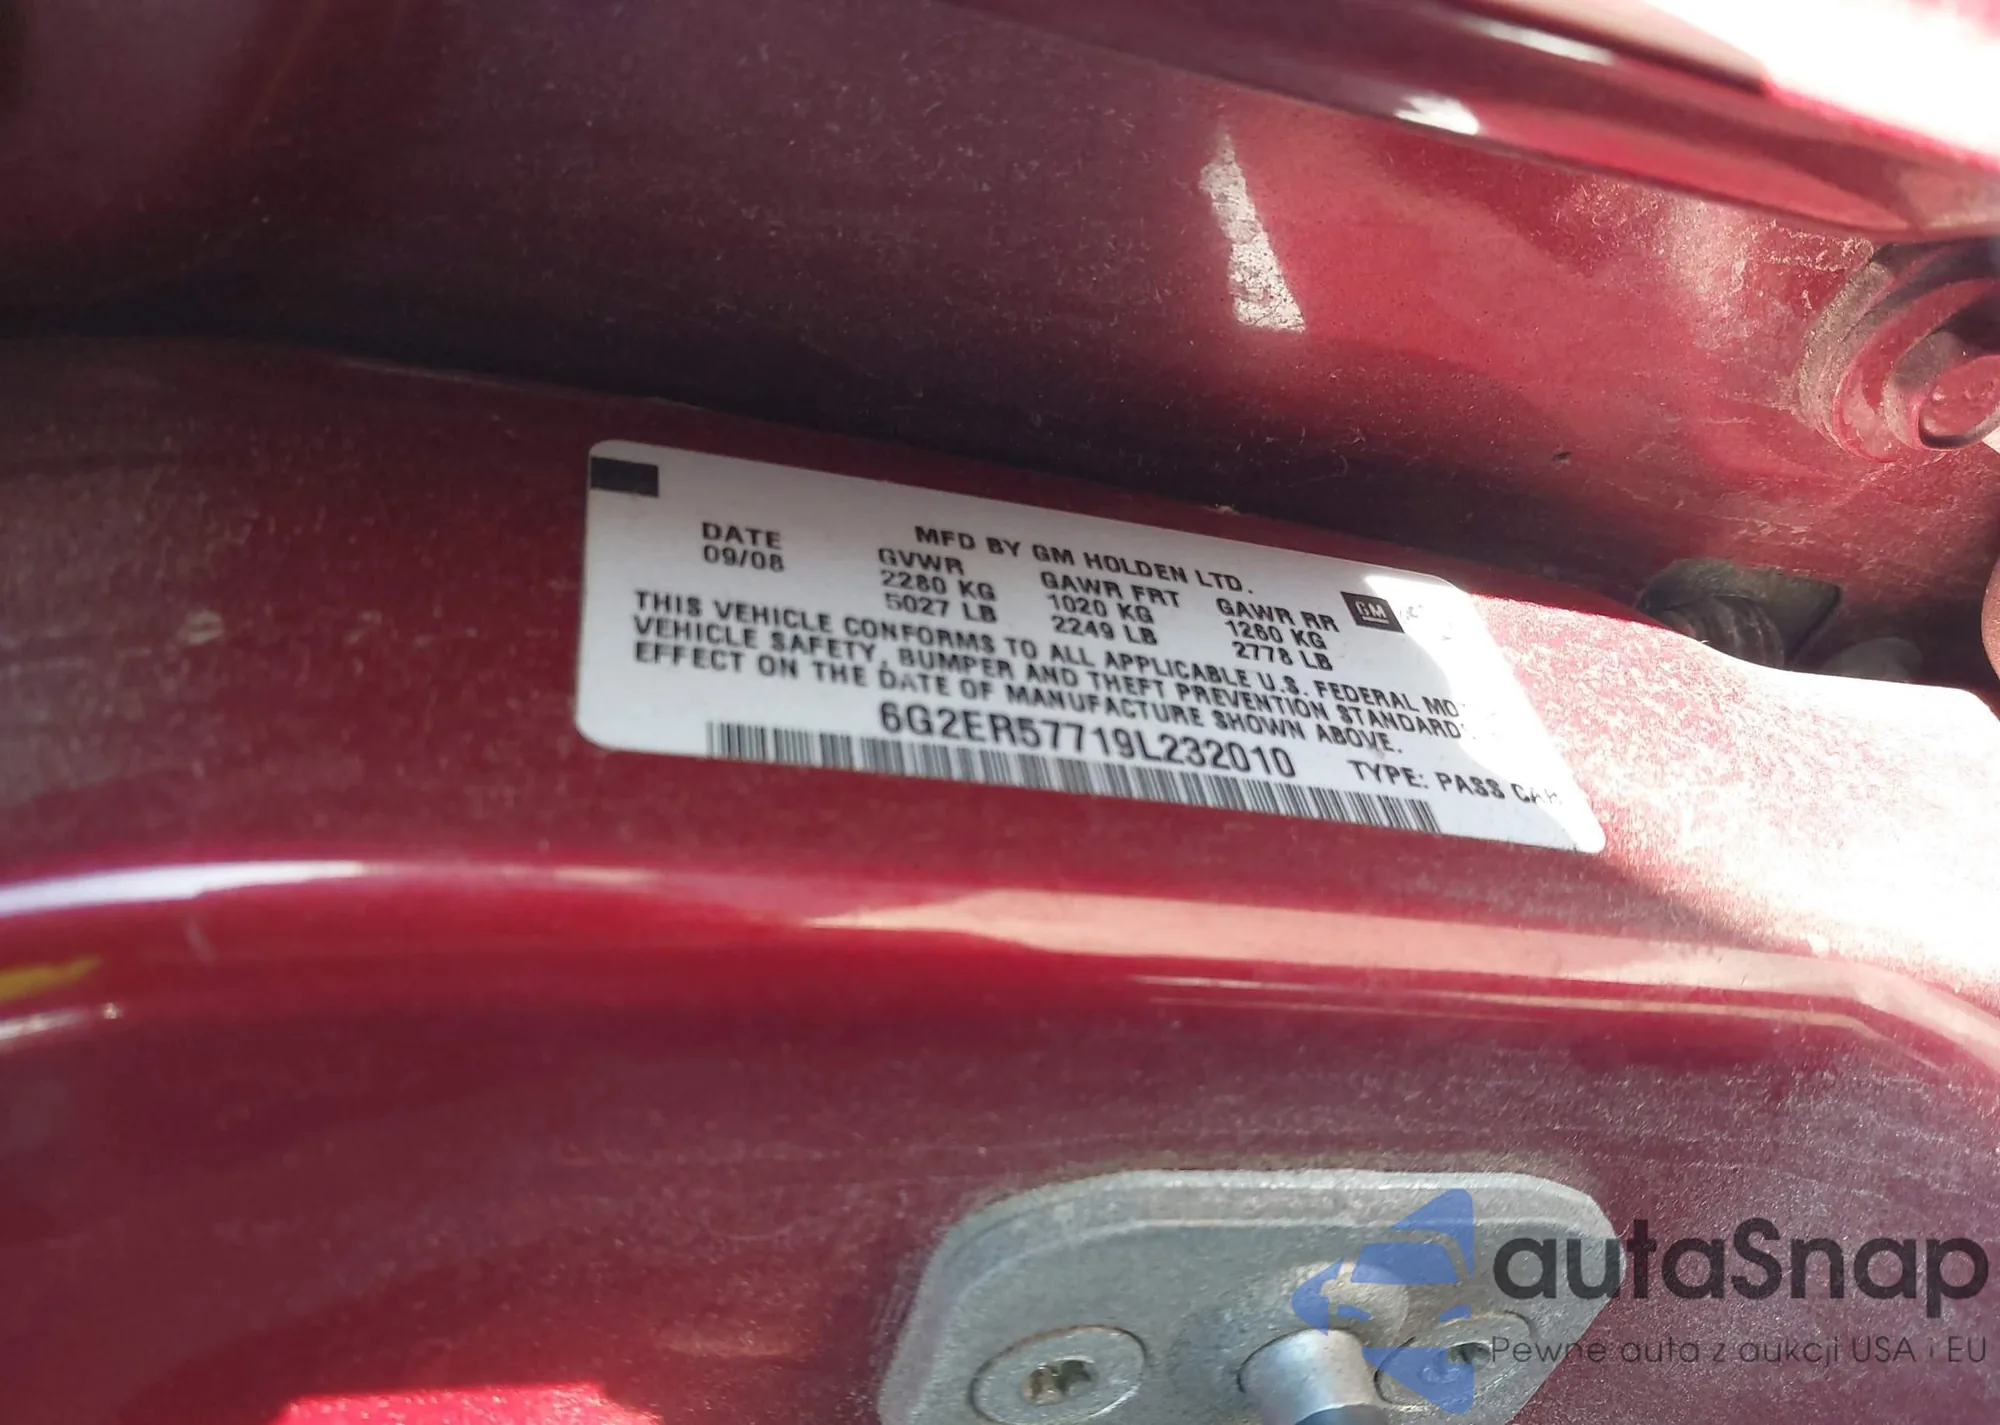 MFD BY GM HOLDEN LTD.
DATE GVWR GAWR FRT GAWR RR GM
09/08 2280 KG 1020 KG 1260 KG
5027 LB 2249 LB 2778 LB
THIS VEHICLE CONFORMS TO ALL APPLICABLE U.S. FEDERAL
VEHICLE SAFETY, BUMPER AND THEFT PREVENTION STANDARD
EFFECT ON THE DATE OF MANUFACTURE SHOWN ABOVE.
6G2ER57719L232010 TYPE: PASS CAR
autaSnap
Pewne auta z aukcji USA i EU